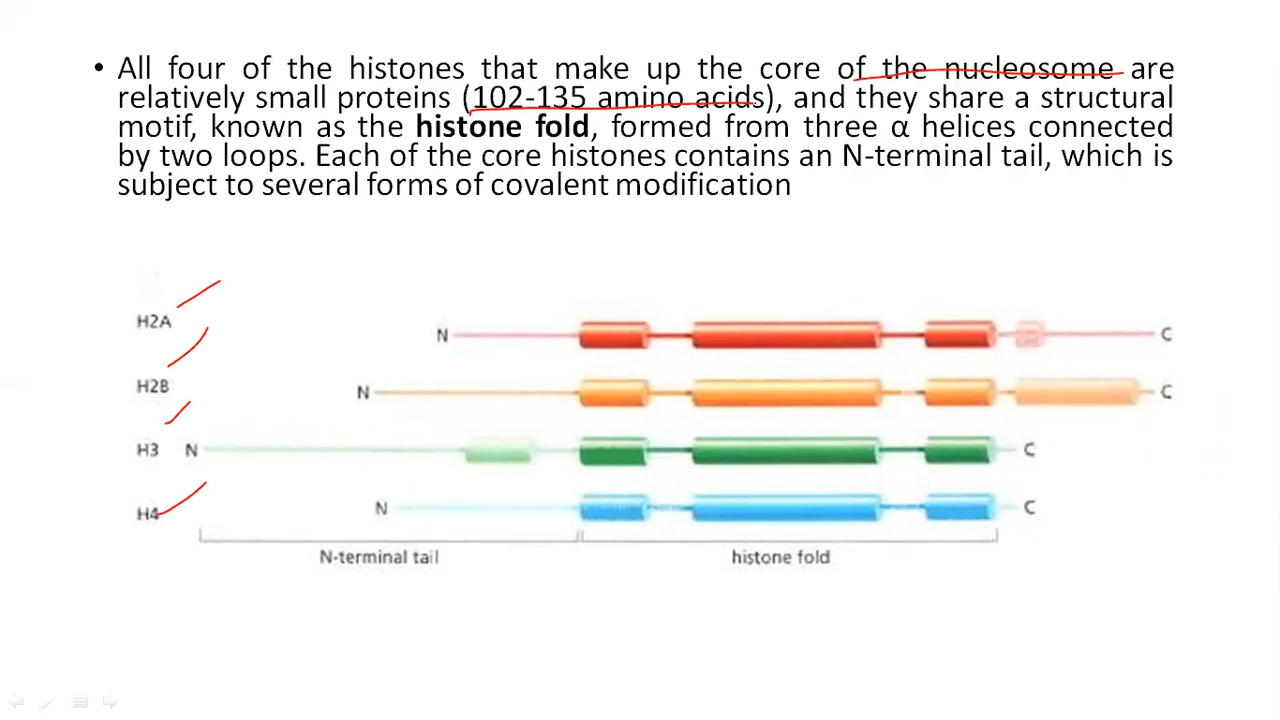 • All four of the histones that make up the core of the nucleosome are
relatively small proteins (102-135 amino acids), and they share a structural
motif, known as the histone fold, formed from three α helices connected
by two loops. Each of the core histones contains an N-terminal tail, which is
subject to several forms of covalent modification
H2A N C
H2B N C
H3 N C
H4 N C
N-terminal tail histone fold